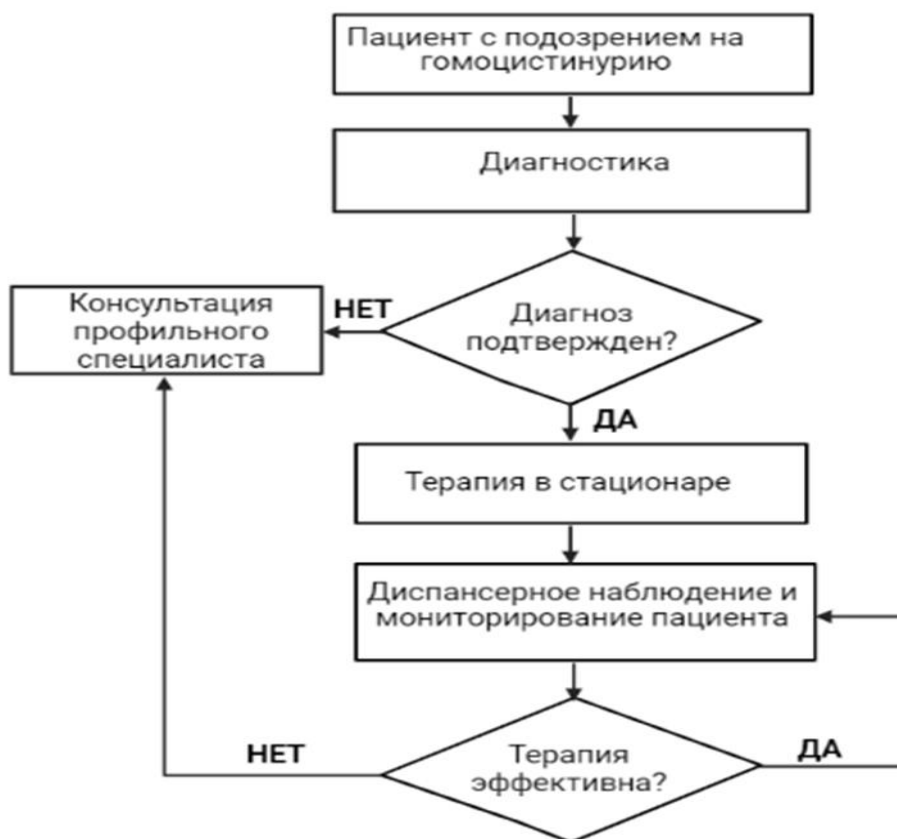 Пациент с подозрением на
гомоцистинурию
Диагностика
Диагноз
подтвержден?
НЕТ
Консультация
профильного
специалиста
ДА
Терапия в стационаре
Диспансерное наблюдение и
мониторирование пациента
Терапия
эффективна?
НЕТ
ДА